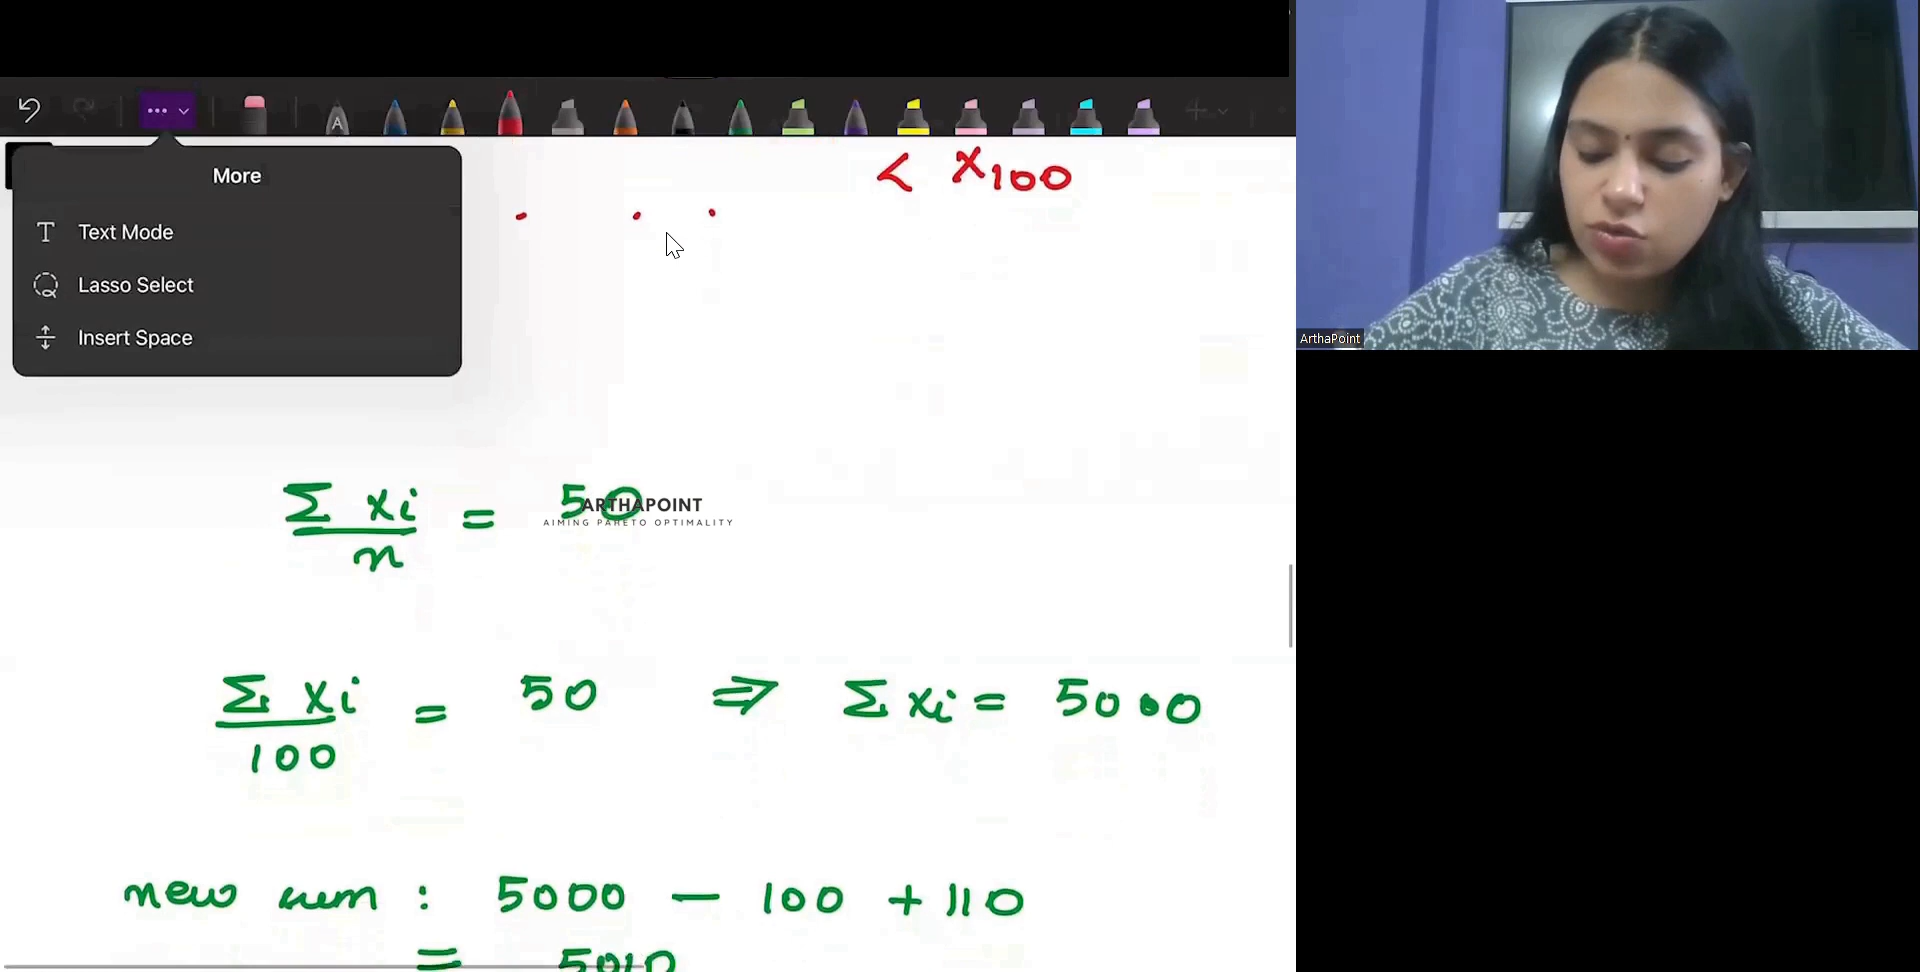 A
More
Text Mode
Lasso Select
Insert Space
< x100
. . .
Σ xi / n = 50
ARTHAPOINT
AIMING PARETO OPTIMALITY
Σ xi / 100 = 50 ⇒ Σ xi = 5000
new sum : 5000 – 100 + 110
= 5010
ArthaPoint